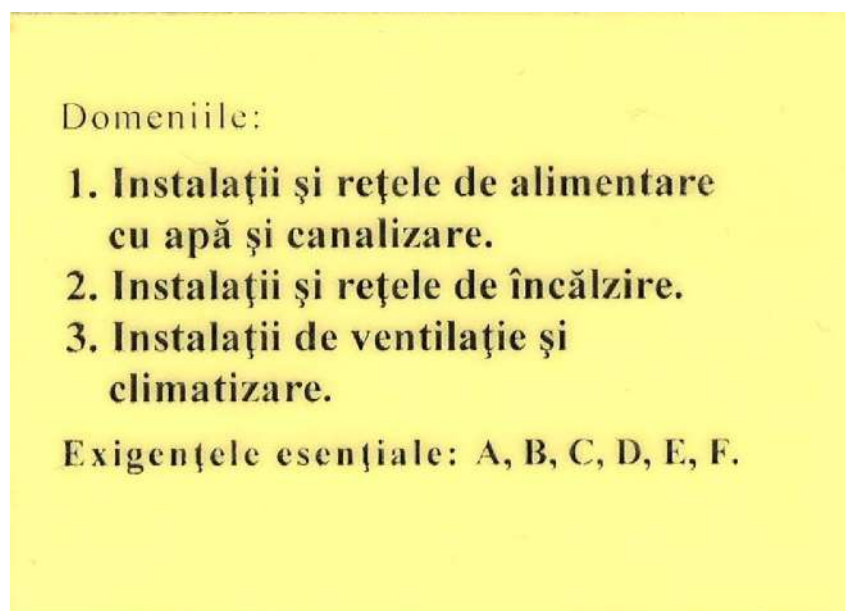 Domeniile:
1. Instalaţii şi reţele de alimentare
cu apă şi canalizare.
2. Instalaţii şi reţele de încălzire.
3. Instalaţii de ventilaţie şi
climatizare.
Exigenţele esenţiale: A, B, C, D, E, F.